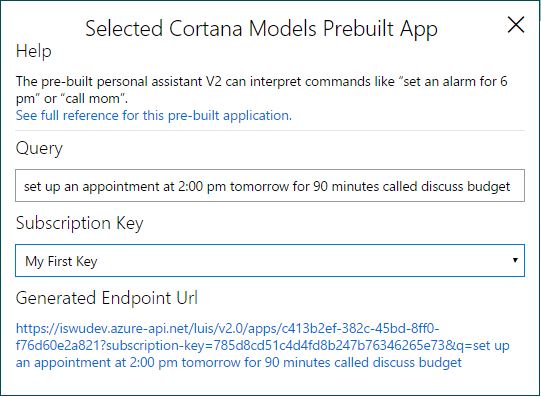 Selected Cortana Models Prebuilt App
Help
The pre-built personal assistant V2 can interpret commands like “set an alarm for 6
pm” or “call mom”.
See full reference for this pre-built application.
Query
set up an appointment at 2:00 pm tomorrow for 90 minutes called discuss budget
Subscription Key
My First Key
Generated Endpoint Url
https://iswudev.azure-api.net/luis/v2.0/apps/c413b2ef-382c-45bd-8ff0-
f76d60e2a821?subscription-key=785d8cd51c4d4fd8b247b76346265e73&q=set up
an appointment at 2:00 pm tomorrow for 90 minutes called discuss budget